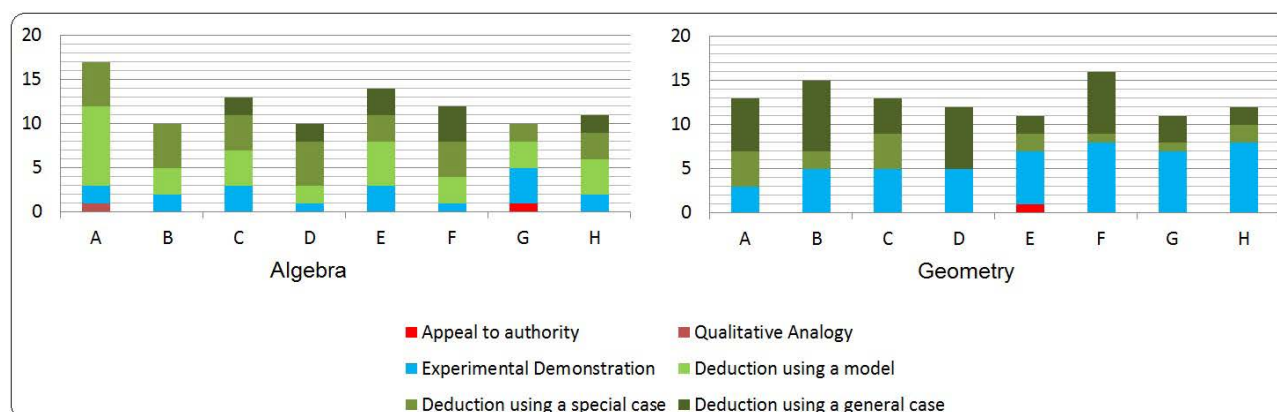 20
15
10
5
0
A B C D E F G H
Algebra
20
15
10
5
0
A B C D E F G H
Geometry
Appeal to authority
Qualitative Analogy
Experimental Demonstration
Deduction using a model
Deduction using a special case
Deduction using a general case